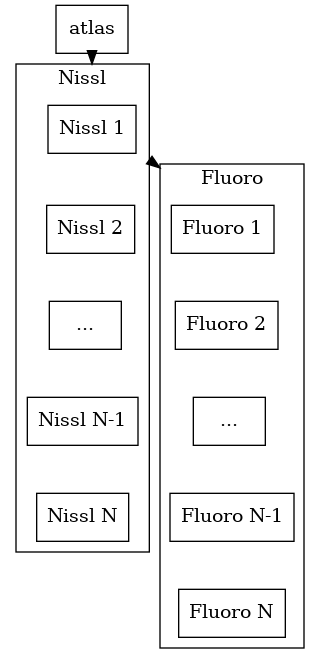 atlas
Nissl
Nissl 1
Nissl 2
...
Nissl N-1
Nissl N
Fluoro
Fluoro 1
Fluoro 2
...
Fluoro N-1
Fluoro N